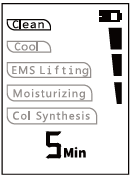 Clean
Cool
EMS Lifting
Moisturizing
Col Synthesis
5Min